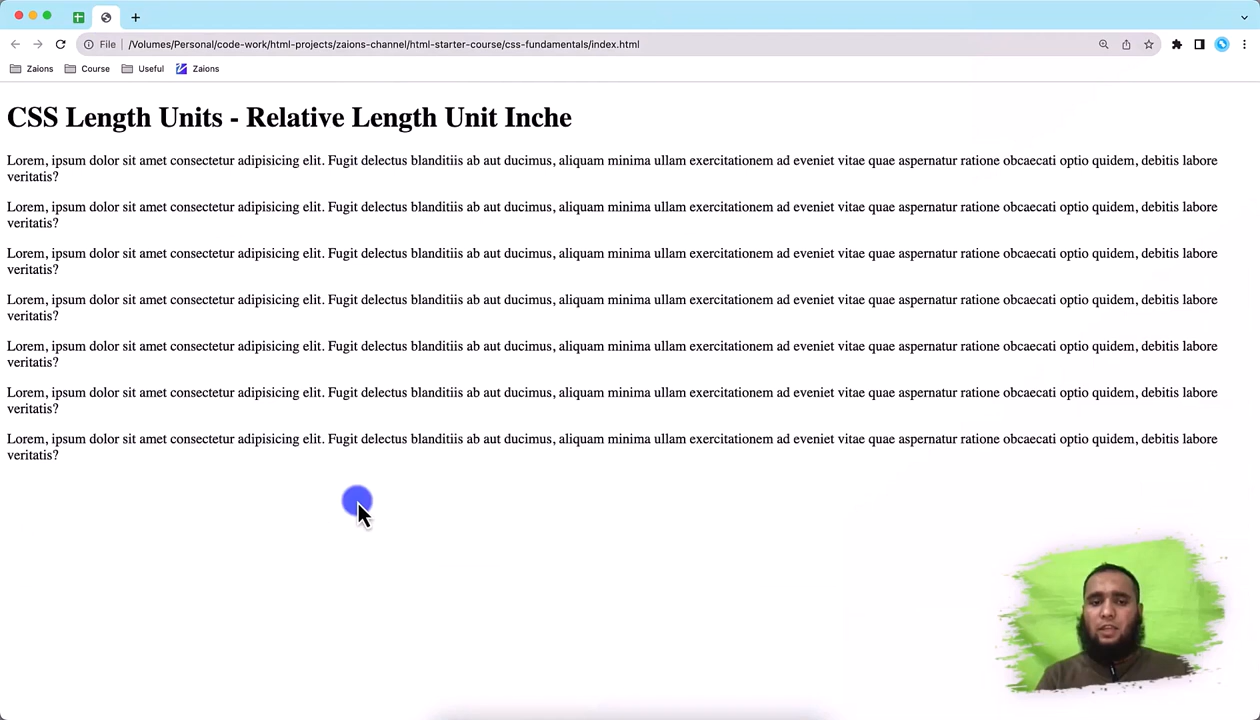 File
/Volumes/Personal/code-work/html-projects/zaions-channel/html-starter-course/css-fundamentals/index.html
Zaions Course Useful Zaions
CSS Length Units - Relative Length Unit Inche
Lorem, ipsum dolor sit amet consectetur adipisicing elit. Fugit delectus blanditiis ab aut ducimus, aliquam minima ullam exercitationem ad eveniet vitae quae aspernatur ratione obcaecati optio quidem, debitis labore
veritatis?
Lorem, ipsum dolor sit amet consectetur adipisicing elit. Fugit delectus blanditiis ab aut ducimus, aliquam minima ullam exercitationem ad eveniet vitae quae aspernatur ratione obcaecati optio quidem, debitis labore
veritatis?
Lorem, ipsum dolor sit amet consectetur adipisicing elit. Fugit delectus blanditiis ab aut ducimus, aliquam minima ullam exercitationem ad eveniet vitae quae aspernatur ratione obcaecati optio quidem, debitis labore
veritatis?
Lorem, ipsum dolor sit amet consectetur adipisicing elit. Fugit delectus blanditiis ab aut ducimus, aliquam minima ullam exercitationem ad eveniet vitae quae aspernatur ratione obcaecati optio quidem, debitis labore
veritatis?
Lorem, ipsum dolor sit amet consectetur adipisicing elit. Fugit delectus blanditiis ab aut ducimus, aliquam minima ullam exercitationem ad eveniet vitae quae aspernatur ratione obcaecati optio quidem, debitis labore
veritatis?
Lorem, ipsum dolor sit amet consectetur adipisicing elit. Fugit delectus blanditiis ab aut ducimus, aliquam minima ullam exercitationem ad eveniet vitae quae aspernatur ratione obcaecati optio quidem, debitis labore
veritatis?
Lorem, ipsum dolor sit amet consectetur adipisicing elit. Fugit delectus blanditiis ab aut ducimus, aliquam minima ullam exercitationem ad eveniet vitae quae aspernatur ratione obcaecati optio quidem, debitis labore
veritatis?